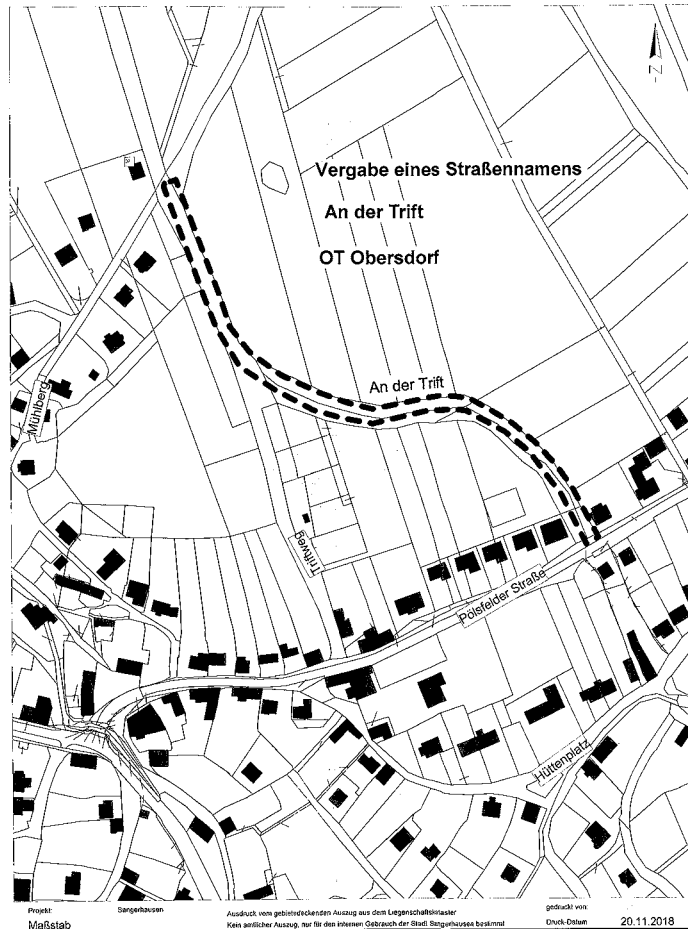 Vergabe eines Straßennamens
An der Trift
OT Obersdorf
An der Trift
Mühlberg
Triftweg
Pölsfelder Straße
Hüttenplatz
Projekt: Sangerhausen
Maßstab
Ausdruck vom gebietsdeckenden Auszug aus dem Liegenschaftskataster
Kein amtlicher Auszug, nur für den internen Gebrauch der Stadt Sangerhausen bestimmt
gedruckt von:
Druck-Datum 20.11.2018